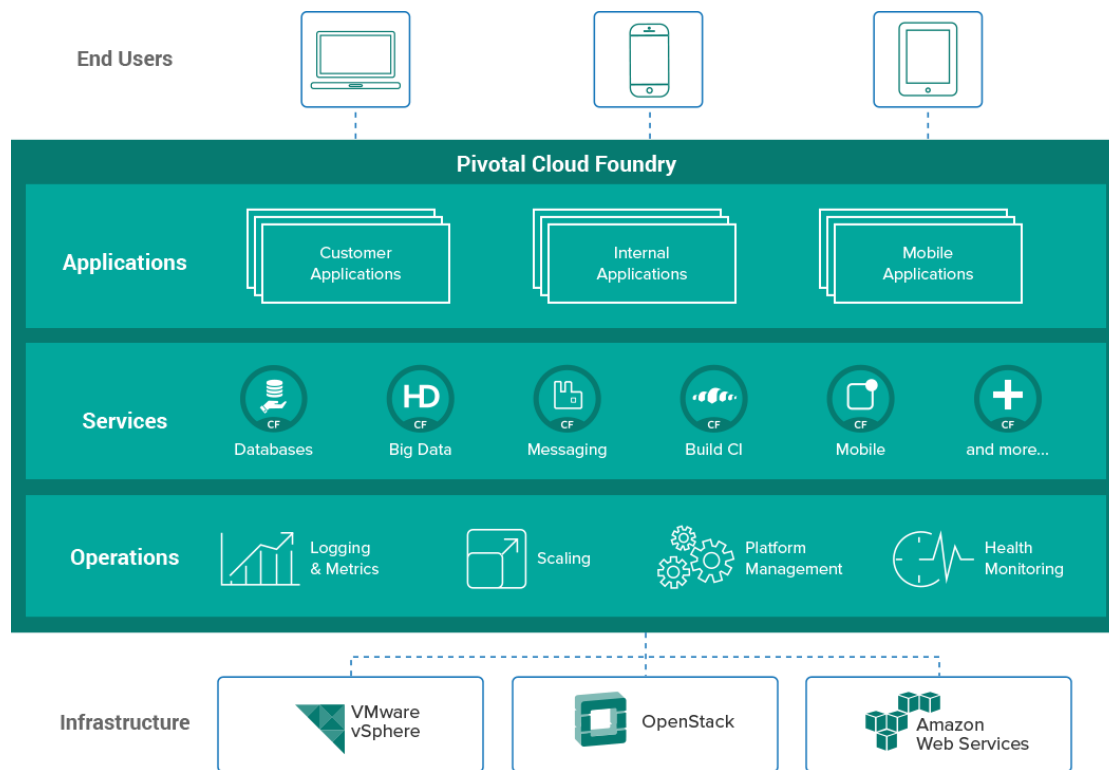 End Users
Pivotal Cloud Foundry
Applications
Customer
Applications
Internal
Applications
Mobile
Applications
Services
CF
Databases
HD
CF
Big Data
CF
Messaging
CF
Build CI
CF
Mobile
CF
and more...
Operations
Logging
& Metrics
Scaling
Platform
Management
Health
Monitoring
Infrastructure
VMware
vSphere
OpenStack
Amazon
Web Services